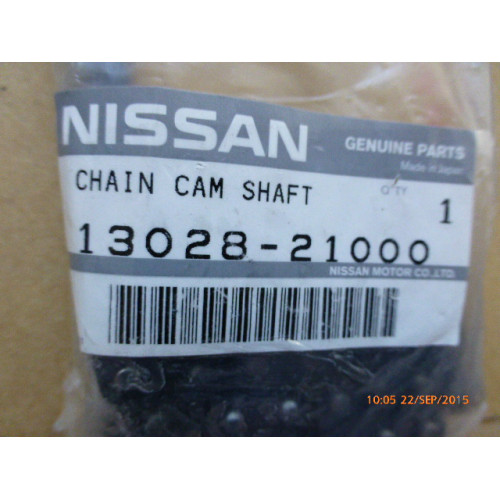 NISSAN
GENUINE PARTS
Made in Japan
CHAIN CAM SHAFT
Q'TY
1
13028-21000
NISSAN MOTOR CO.,LTD.
10:05 22/SEP/2015